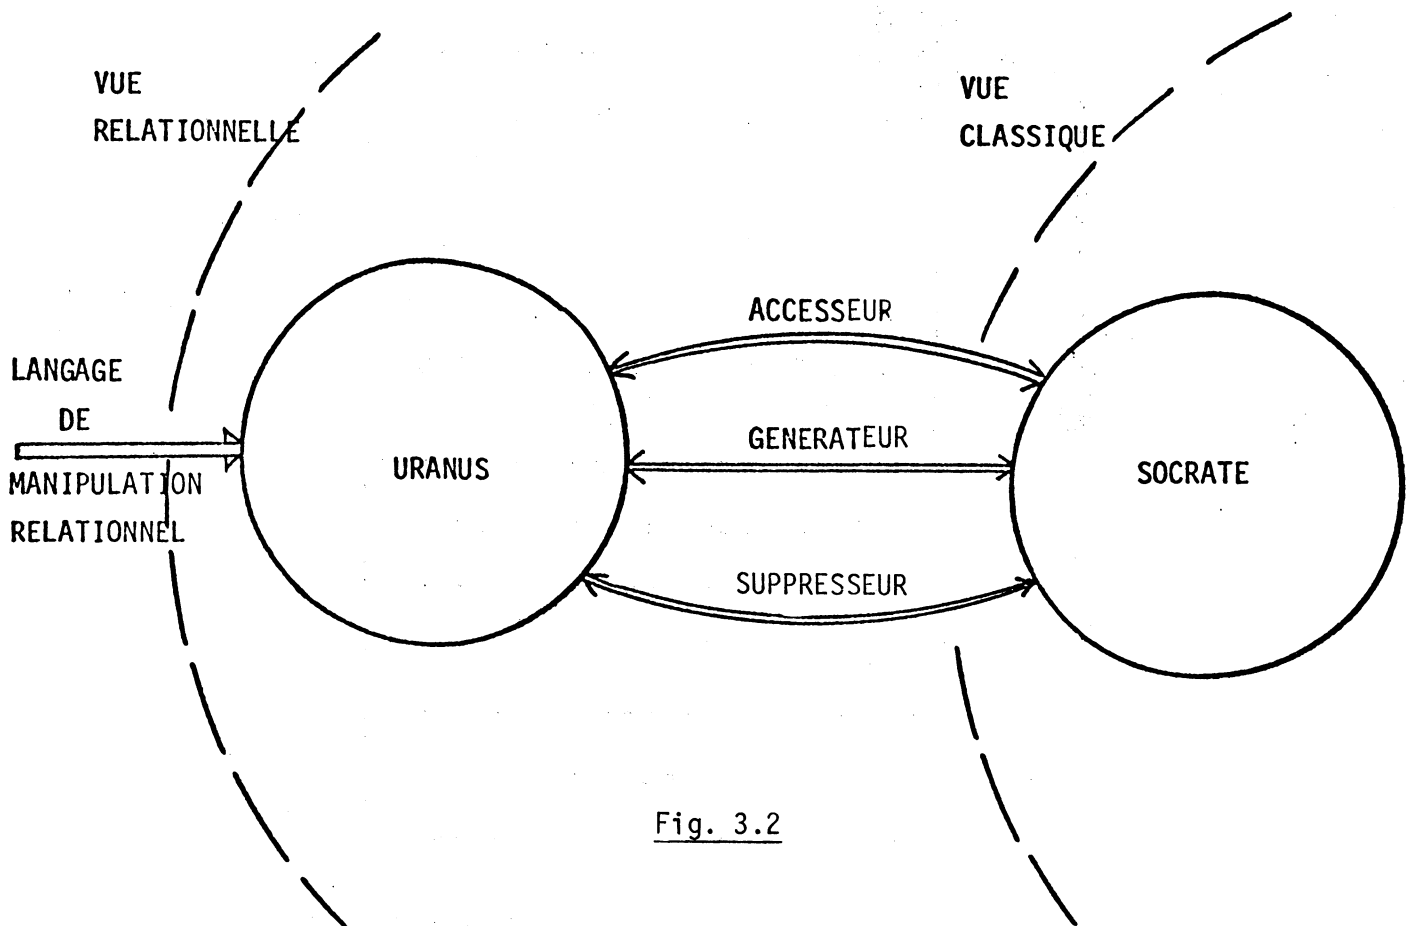 VUE
RELATIONNELLE
VUE
CLASSIQUE
ACCESSEUR
LANGAGE
DE
MANIPULATION
RELATIONNEL
URANUS
GENERATEUR
SOCRATE
SUPPRESSEUR
Fig. 3.2